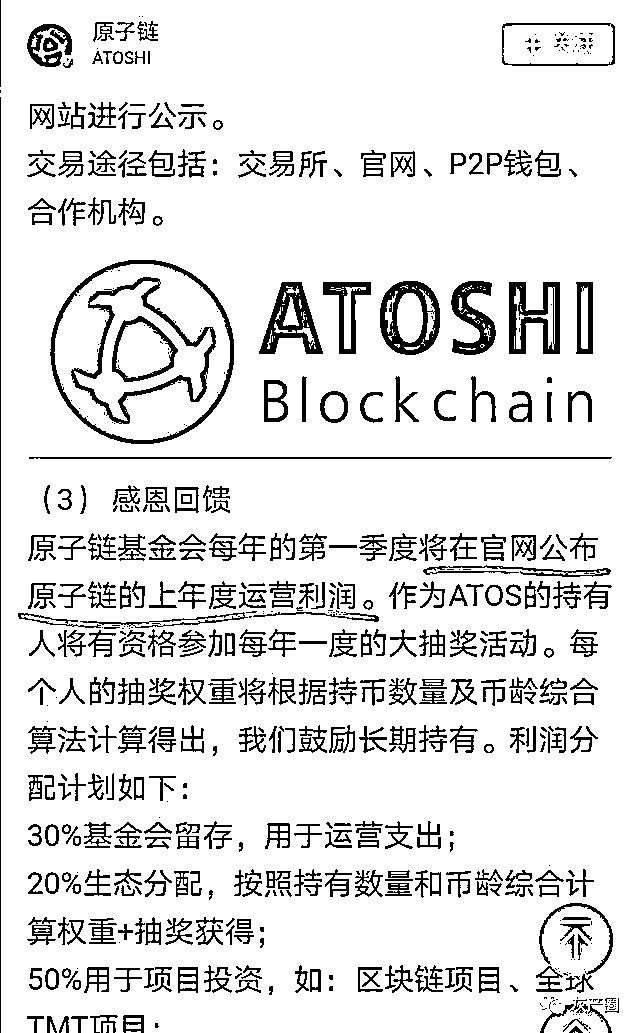 原子链
ATOSHI
+ 关注
网站进行公示。
交易途径包括：交易所、官网、P2P钱包、
合作机构。
ATOSHI
Blockchain
（3） 感恩回馈
原子链基金会每年的第一季度将在官网公布
原子链的上年度运营利润。作为ATOS的持有
人将有资格参加每年一度的大抽奖活动。每
个人的抽奖权重将根据持币数量及币龄综合
算法计算得出，我们鼓励长期持有。利润分
配计划如下：
30%基金会留存，用于运营支出；
20%生态分配，按照持有数量和币龄综合计
算权重+抽奖获得；
50%用于项目投资，如：区块链项目、全球
TMT项目；
灰产圈